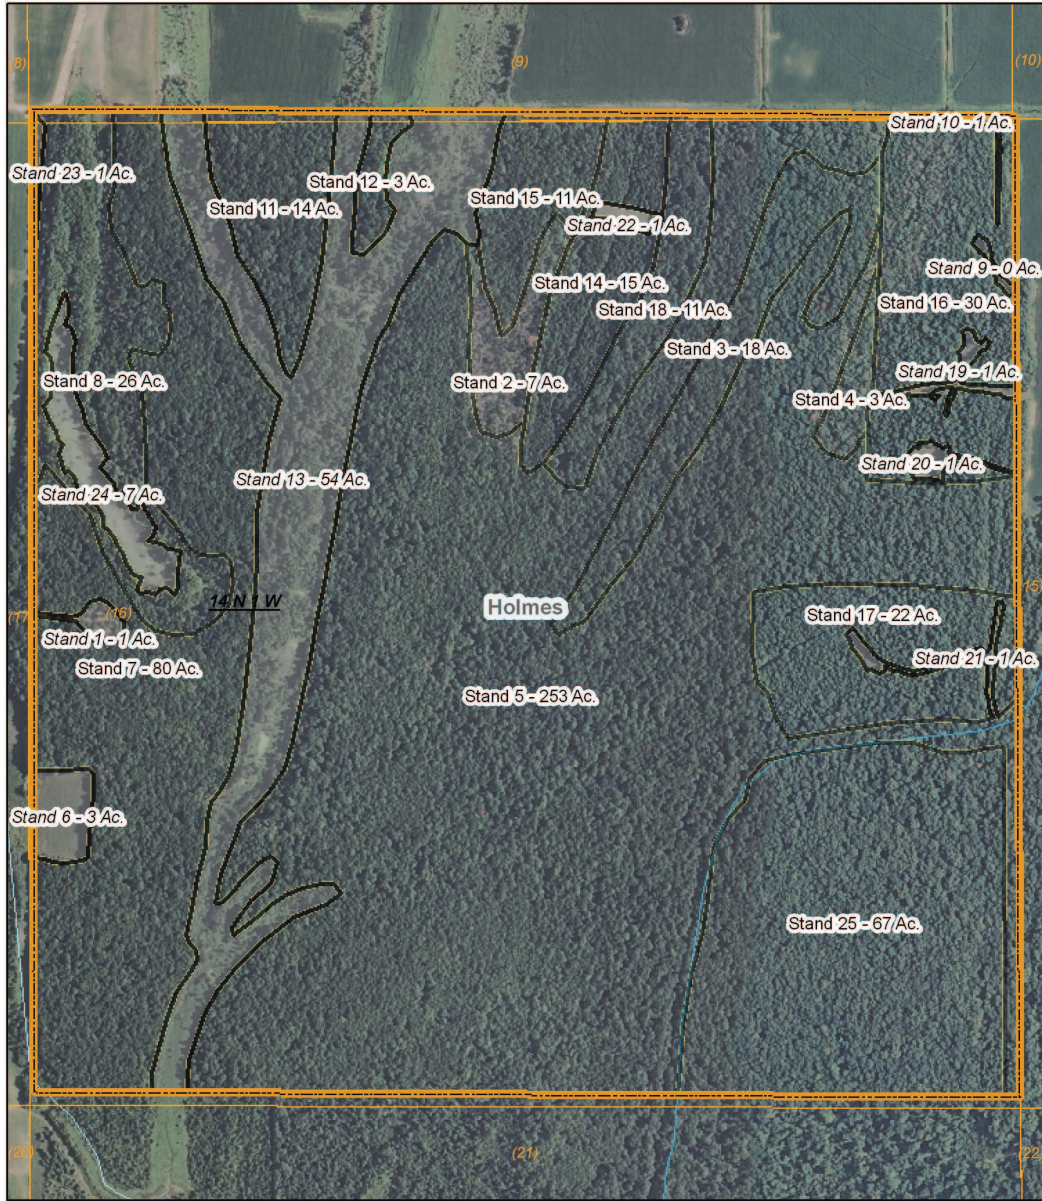 (8)
(9)
(10)
Stand 10 - 1 Ac.
Stand 23 - 1 Ac.
Stand 12 - 3 Ac.
Stand 11 - 14 Ac.
Stand 15 - 11 Ac.
Stand 22 - 1 Ac.
Stand 9 - 0 Ac.
Stand 14 - 15 Ac.
Stand 16 - 30 Ac.
Stand 18 - 11 Ac.
Stand 3 - 18 Ac.
Stand 19 - 1 Ac.
Stand 8 - 26 Ac.
Stand 2 - 7 Ac.
Stand 4 - 3 Ac.
Stand 20 - 1 Ac.
Stand 13 - 54 Ac.
Stand 24 - 7 Ac.
(15)
14 N 1 W
Holmes
(17)
(16)
Stand 17 - 22 Ac.
Stand 1 - 1 Ac.
Stand 21 - 1 Ac.
Stand 7 - 80 Ac.
Stand 5 - 253 Ac.
Stand 6 - 3 Ac.
Stand 25 - 67 Ac.
(20)
(21)
(22)